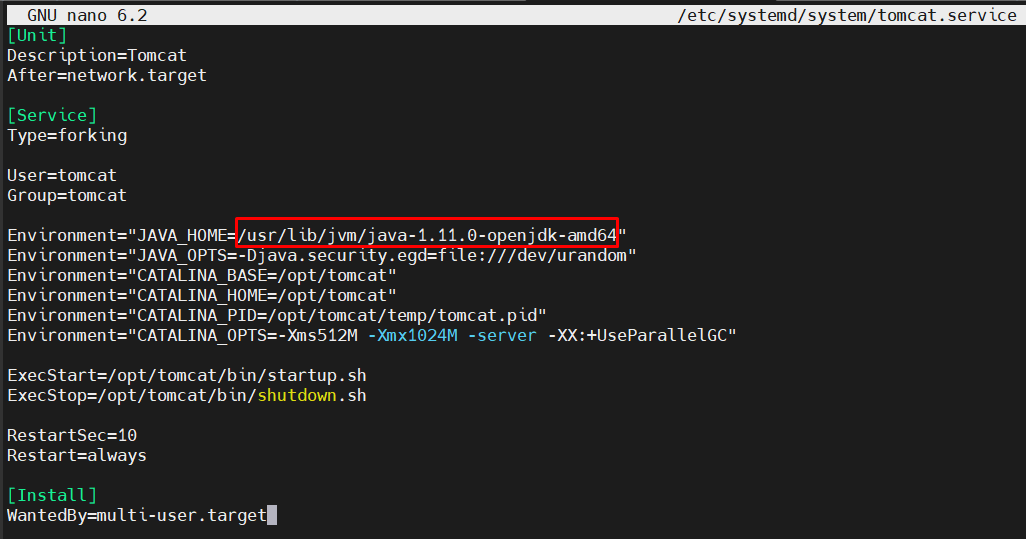 GNU nano 6.2 /etc/systemd/system/tomcat.service
[Unit]
Description=Tomcat
After=network.target
[Service]
Type=forking
User=tomcat
Group=tomcat
Environment="JAVA_HOME=/usr/lib/jvm/java-1.11.0-openjdk-amd64"
Environment="JAVA_OPTS=-Djava.security.egd=file:///dev/urandom"
Environment="CATALINA_BASE=/opt/tomcat"
Environment="CATALINA_HOME=/opt/tomcat"
Environment="CATALINA_PID=/opt/tomcat/temp/tomcat.pid"
Environment="CATALINA_OPTS=-Xms512M -Xmx1024M -server -XX:+UseParallelGC"
ExecStart=/opt/tomcat/bin/startup.sh
ExecStop=/opt/tomcat/bin/shutdown.sh
RestartSec=10
Restart=always
[Install]
WantedBy=multi-user.target